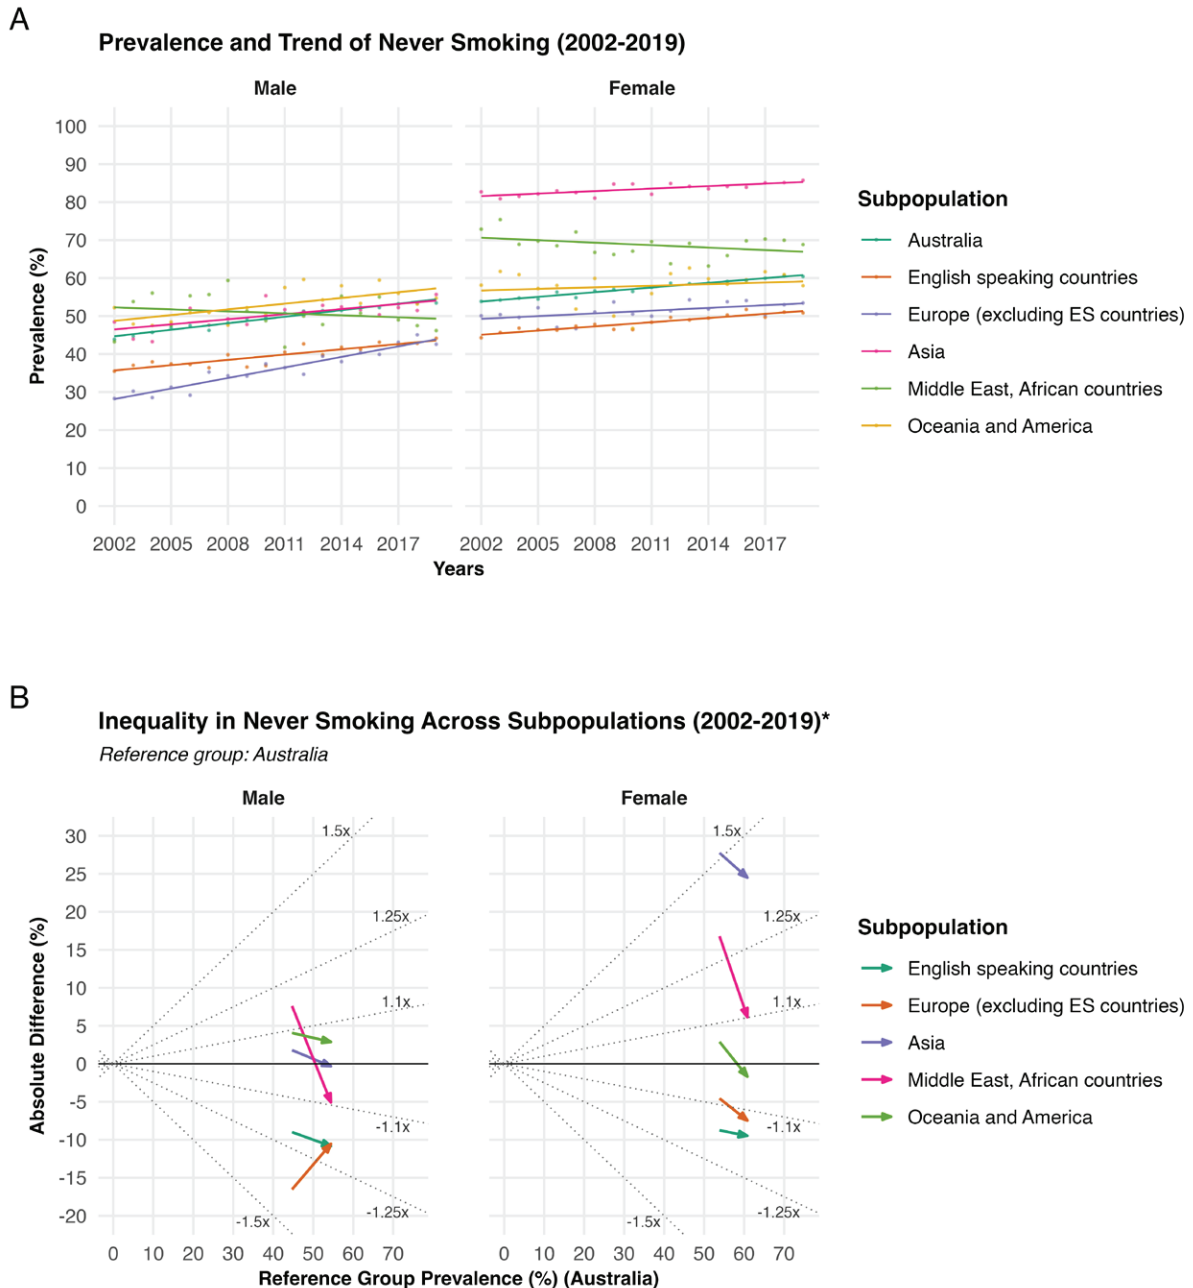 A
Prevalence and Trend of Never Smoking (2002-2019)
Male
Female
Prevalence (%)
100
90
80
70
60
50
40
30
20
10
0
2002 2005 2008 2011 2014 2017
2002 2005 2008 2011 2014 2017
Years
Subpopulation
Australia
English speaking countries
Europe (excluding ES countries)
Asia
Middle East, African countries
Oceania and America
B
Inequality in Never Smoking Across Subpopulations (2002-2019)*
Reference group: Australia
Male
Female
Absolute Difference (%)
30
25
20
15
10
5
0
-5
-10
-15
-20
1.5x
1.25x
1.1x
-1.1x
-1.25x
-1.5x
1.5x
1.25x
1.1x
-1.1x
-1.25x
-1.5x
0 10 20 30 40 50 60 70
0 10 20 30 40 50 60 70
Reference Group Prevalence (%) (Australia)
Subpopulation
English speaking countries
Europe (excluding ES countries)
Asia
Middle East, African countries
Oceania and America